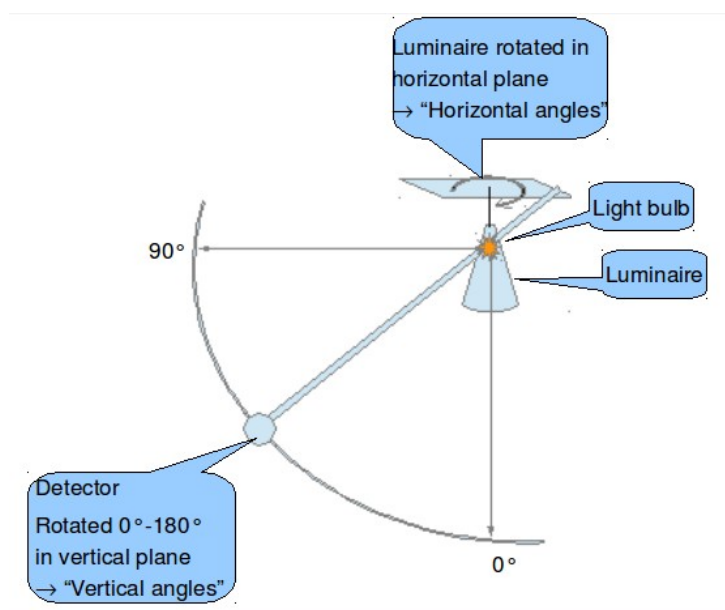 Luminaire rotated in
horizontal plane
→ “Horizontal angles”
Light bulb
90°
Luminaire
Detector
Rotated 0°-180°
in vertical plane
→ “Vertical angles”
0°